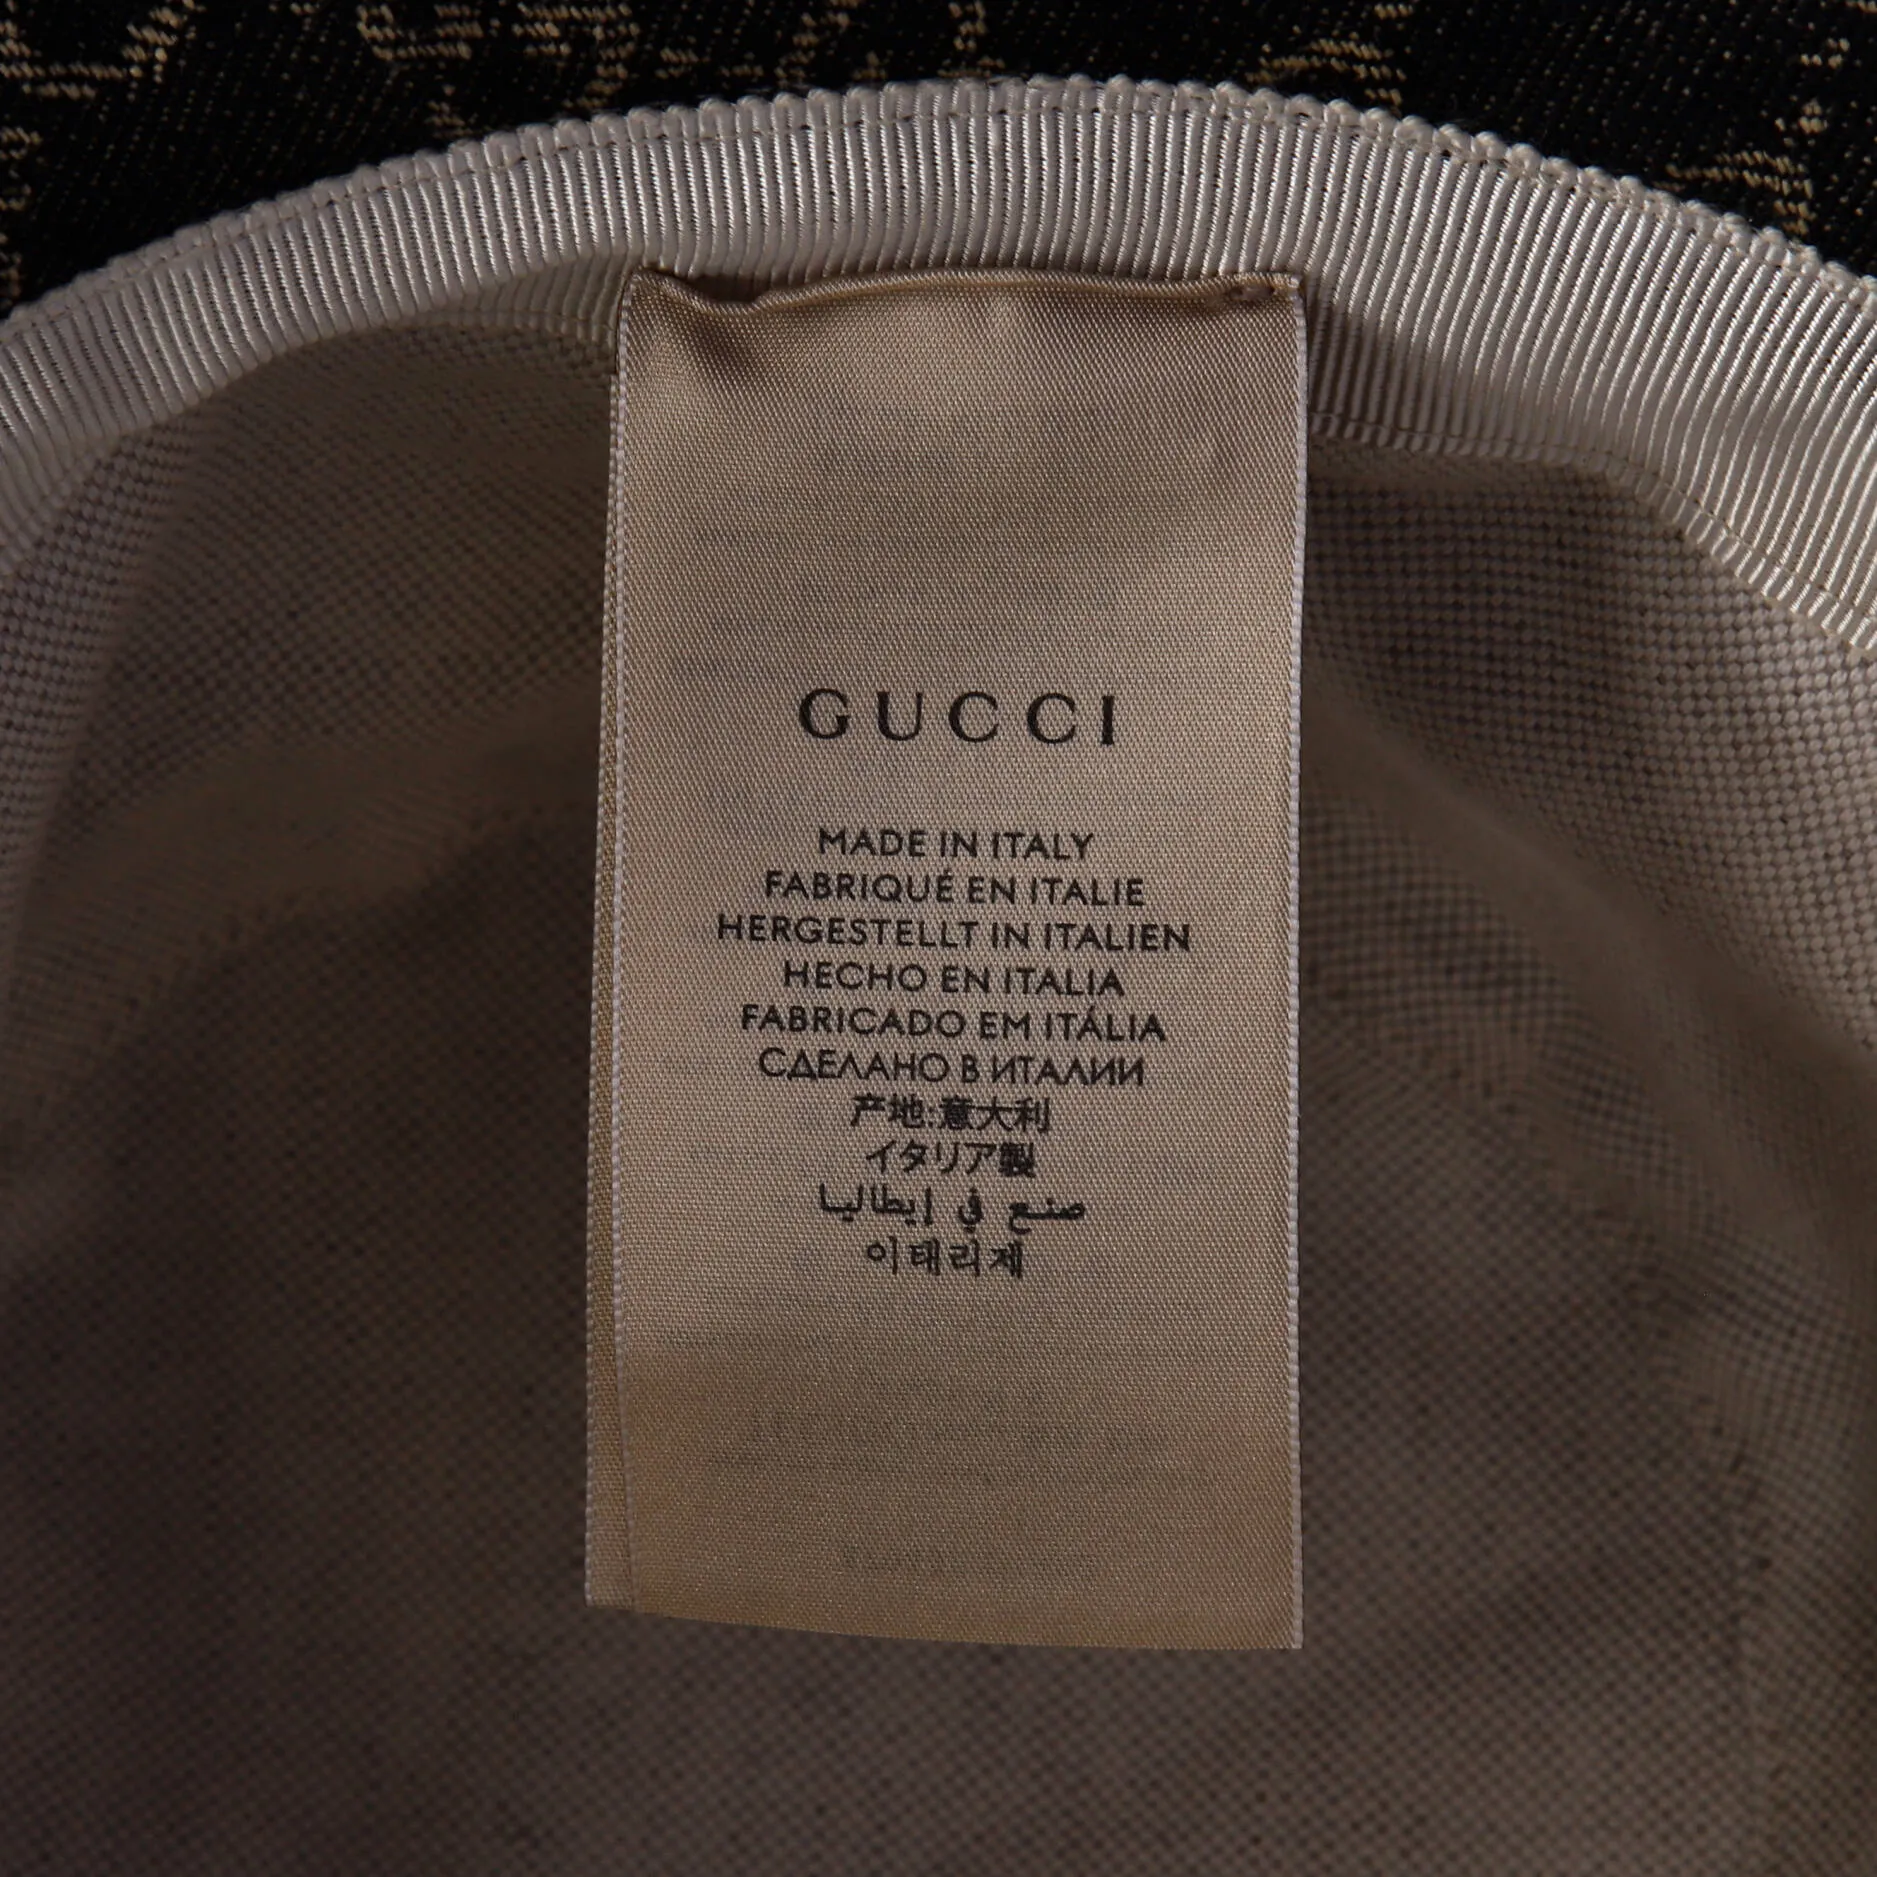 GUCCI
MADE IN ITALY
FABRIQUÉ EN ITALIE
HERGESTELLT IN ITALIEN
HECHO EN ITALIA
FABRICADO EM ITÁLIA
СДЕЛАНО В ИТАЛИИ
产地:意大利
イタリア製
صنع في إيطاليا
이태리제